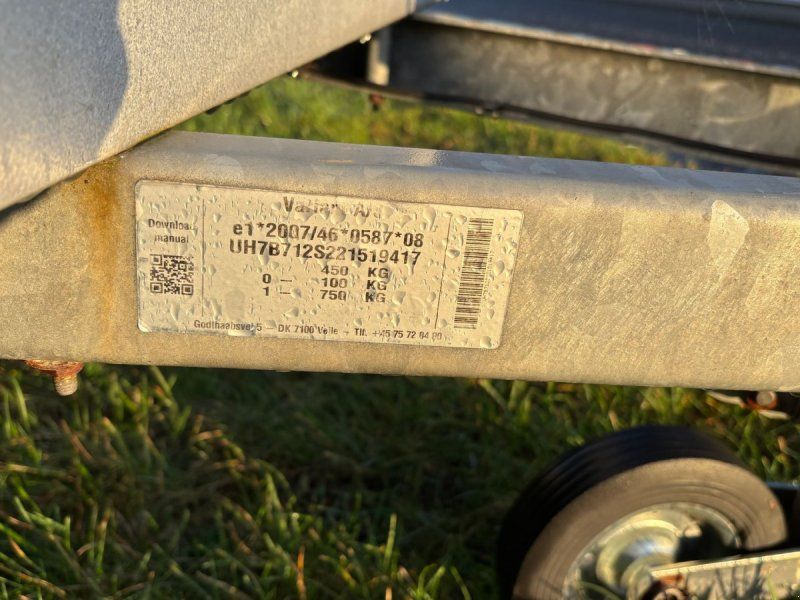 Variant A/S
Download
manual
e1*2007/46*0587*08
UH7B712S221519417
450 KG
0 – 100 KG
1 – 750 KG
Godthaabsvej 5 – DK 7100 Vejle – Tlf. +45 75 72 04 00